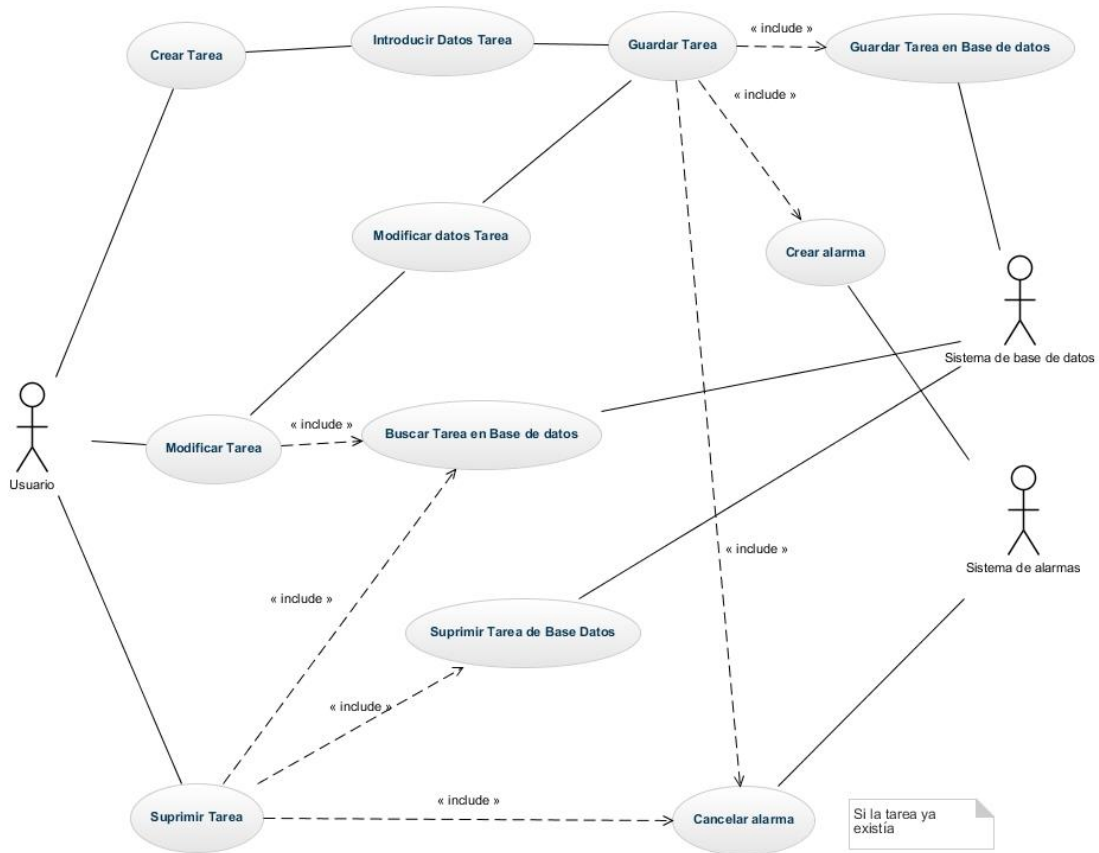 « include »
Crear Tarea
Introducir Datos Tarea
Guardar Tarea
Guardar Tarea en Base de datos
« include »
Modificar datos Tarea
Crear alarma
Sistema de base de datos
« include »
Buscar Tarea en Base de datos
Modificar Tarea
Usuario
Sistema de alarmas
« include »
« include »
Suprimir Tarea de Base Datos
« include »
« include »
Suprimir Tarea
Cancelar alarma
Si la tarea ya
existía